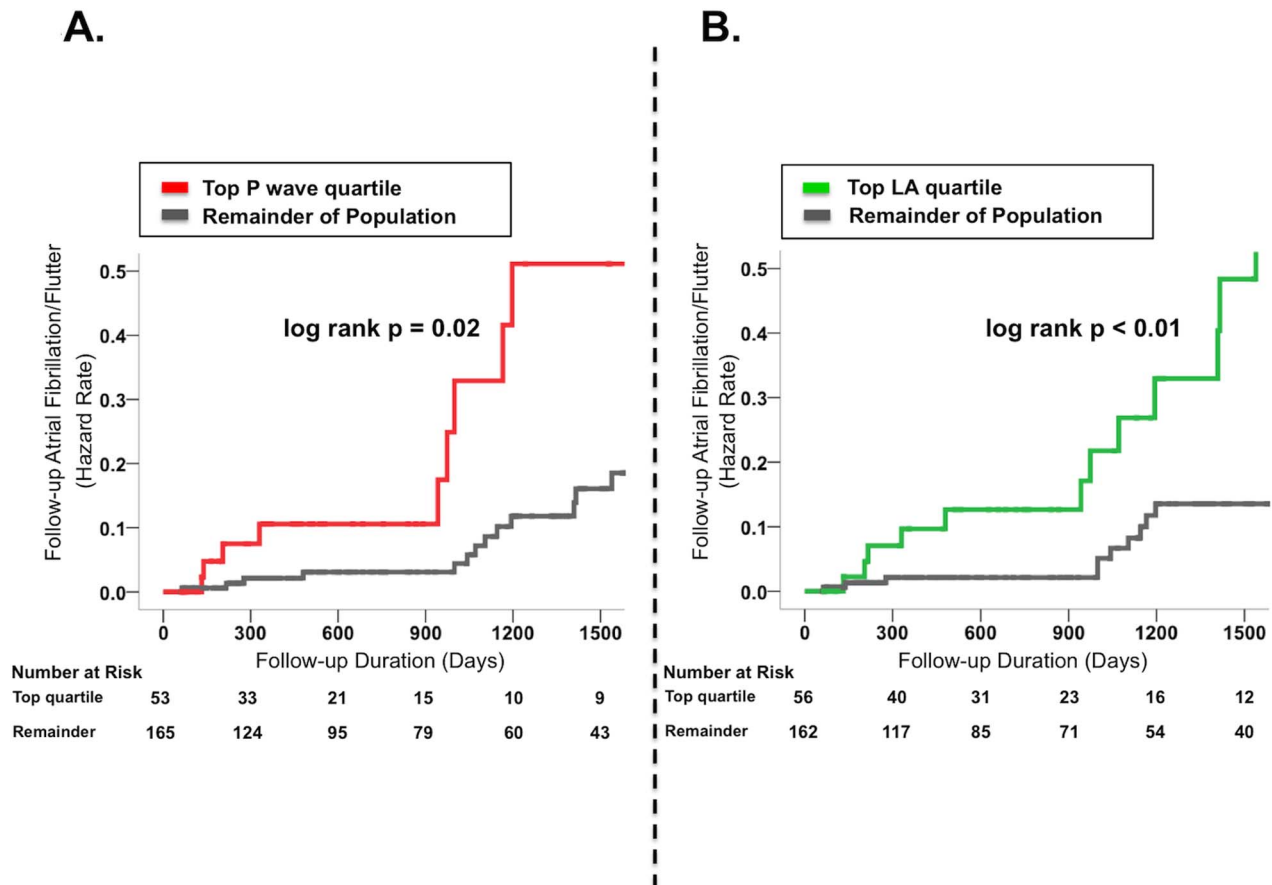 A.
Top P wave quartile
Remainder of Population
Follow-up Atrial Fibrillation/Flutter
(Hazard Rate)
0.5
0.4
0.3
0.2
0.1
0.0
log rank p = 0.02
0 300 600 900 1200 1500
Follow-up Duration (Days)
Number at Risk
Top quartile 53 33 21 15 10 9
Remainder 165 124 95 79 60 43
B.
Top LA quartile
Remainder of Population
Follow-up Atrial Fibrillation/Flutter
(Hazard Rate)
0.5
0.4
0.3
0.2
0.1
0.0
log rank p < 0.01
0 300 600 900 1200 1500
Follow-up Duration (Days)
Number at Risk
Top quartile 56 40 31 23 16 12
Remainder 162 117 85 71 54 40